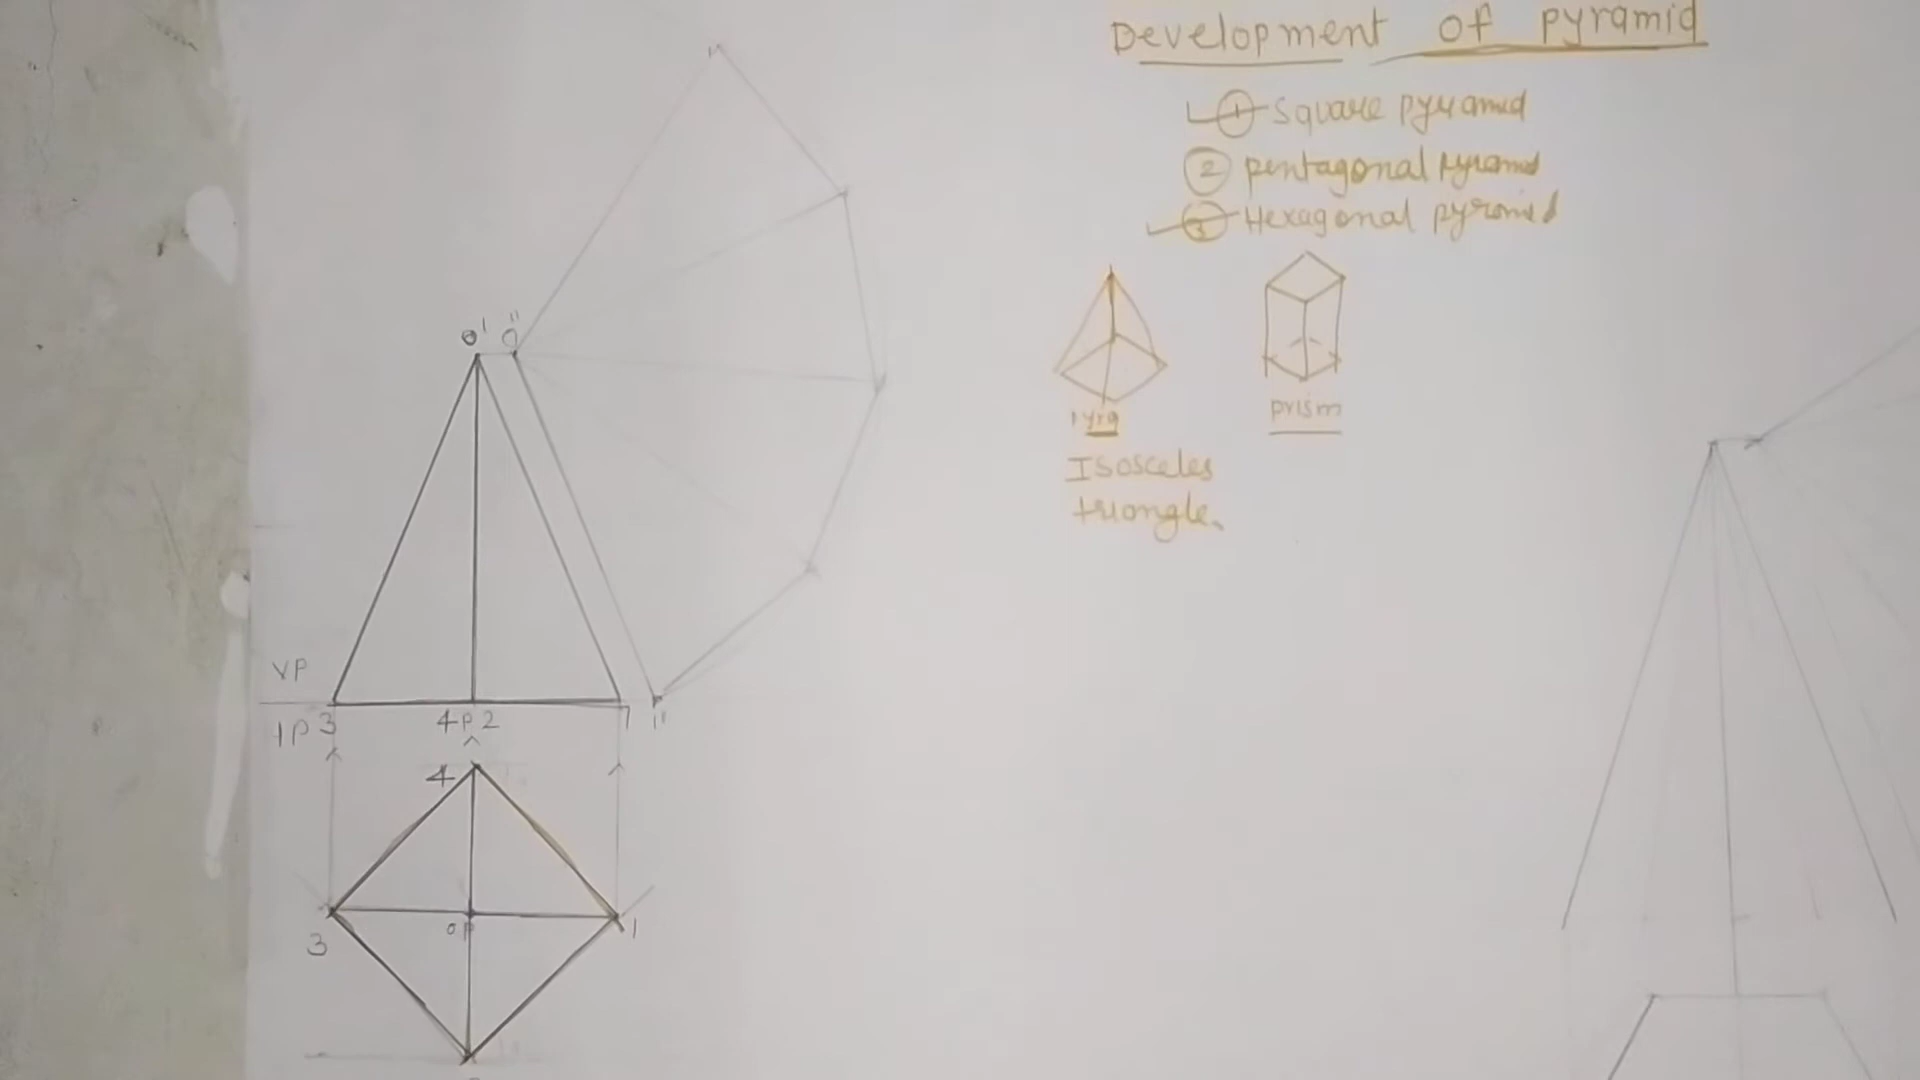 Development of pyramid
1 Square pyramid
2 pentagonal pyramid
3 Hexagonal pyramid
prism
Isosceles
triangle.
o' o"
VP
HP 3 4 P 2 1 1"
4
3 o P 1